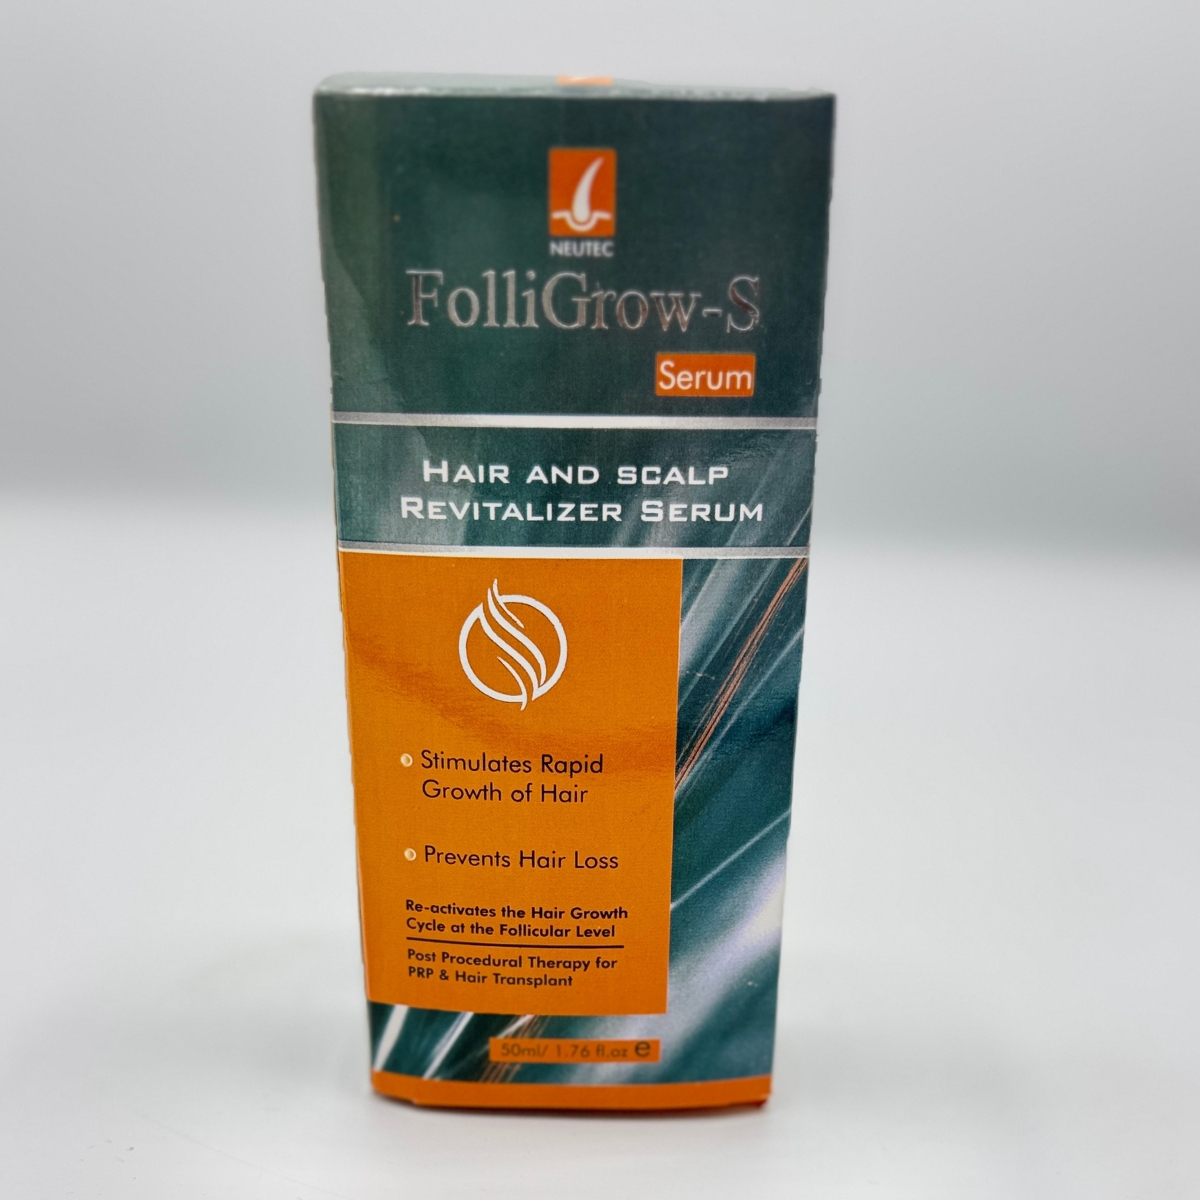 NEUTEC
FolliGrow-S
Serum
HAIR AND SCALP
REVITALIZER SERUM
Stimulates Rapid
Growth of Hair
Prevents Hair Loss
Re-activates the Hair Growth
Cycle at the Follicular Level
Post Procedural Therapy for
PRP & Hair Transplant
50ml/ 1.76 fl.oz e